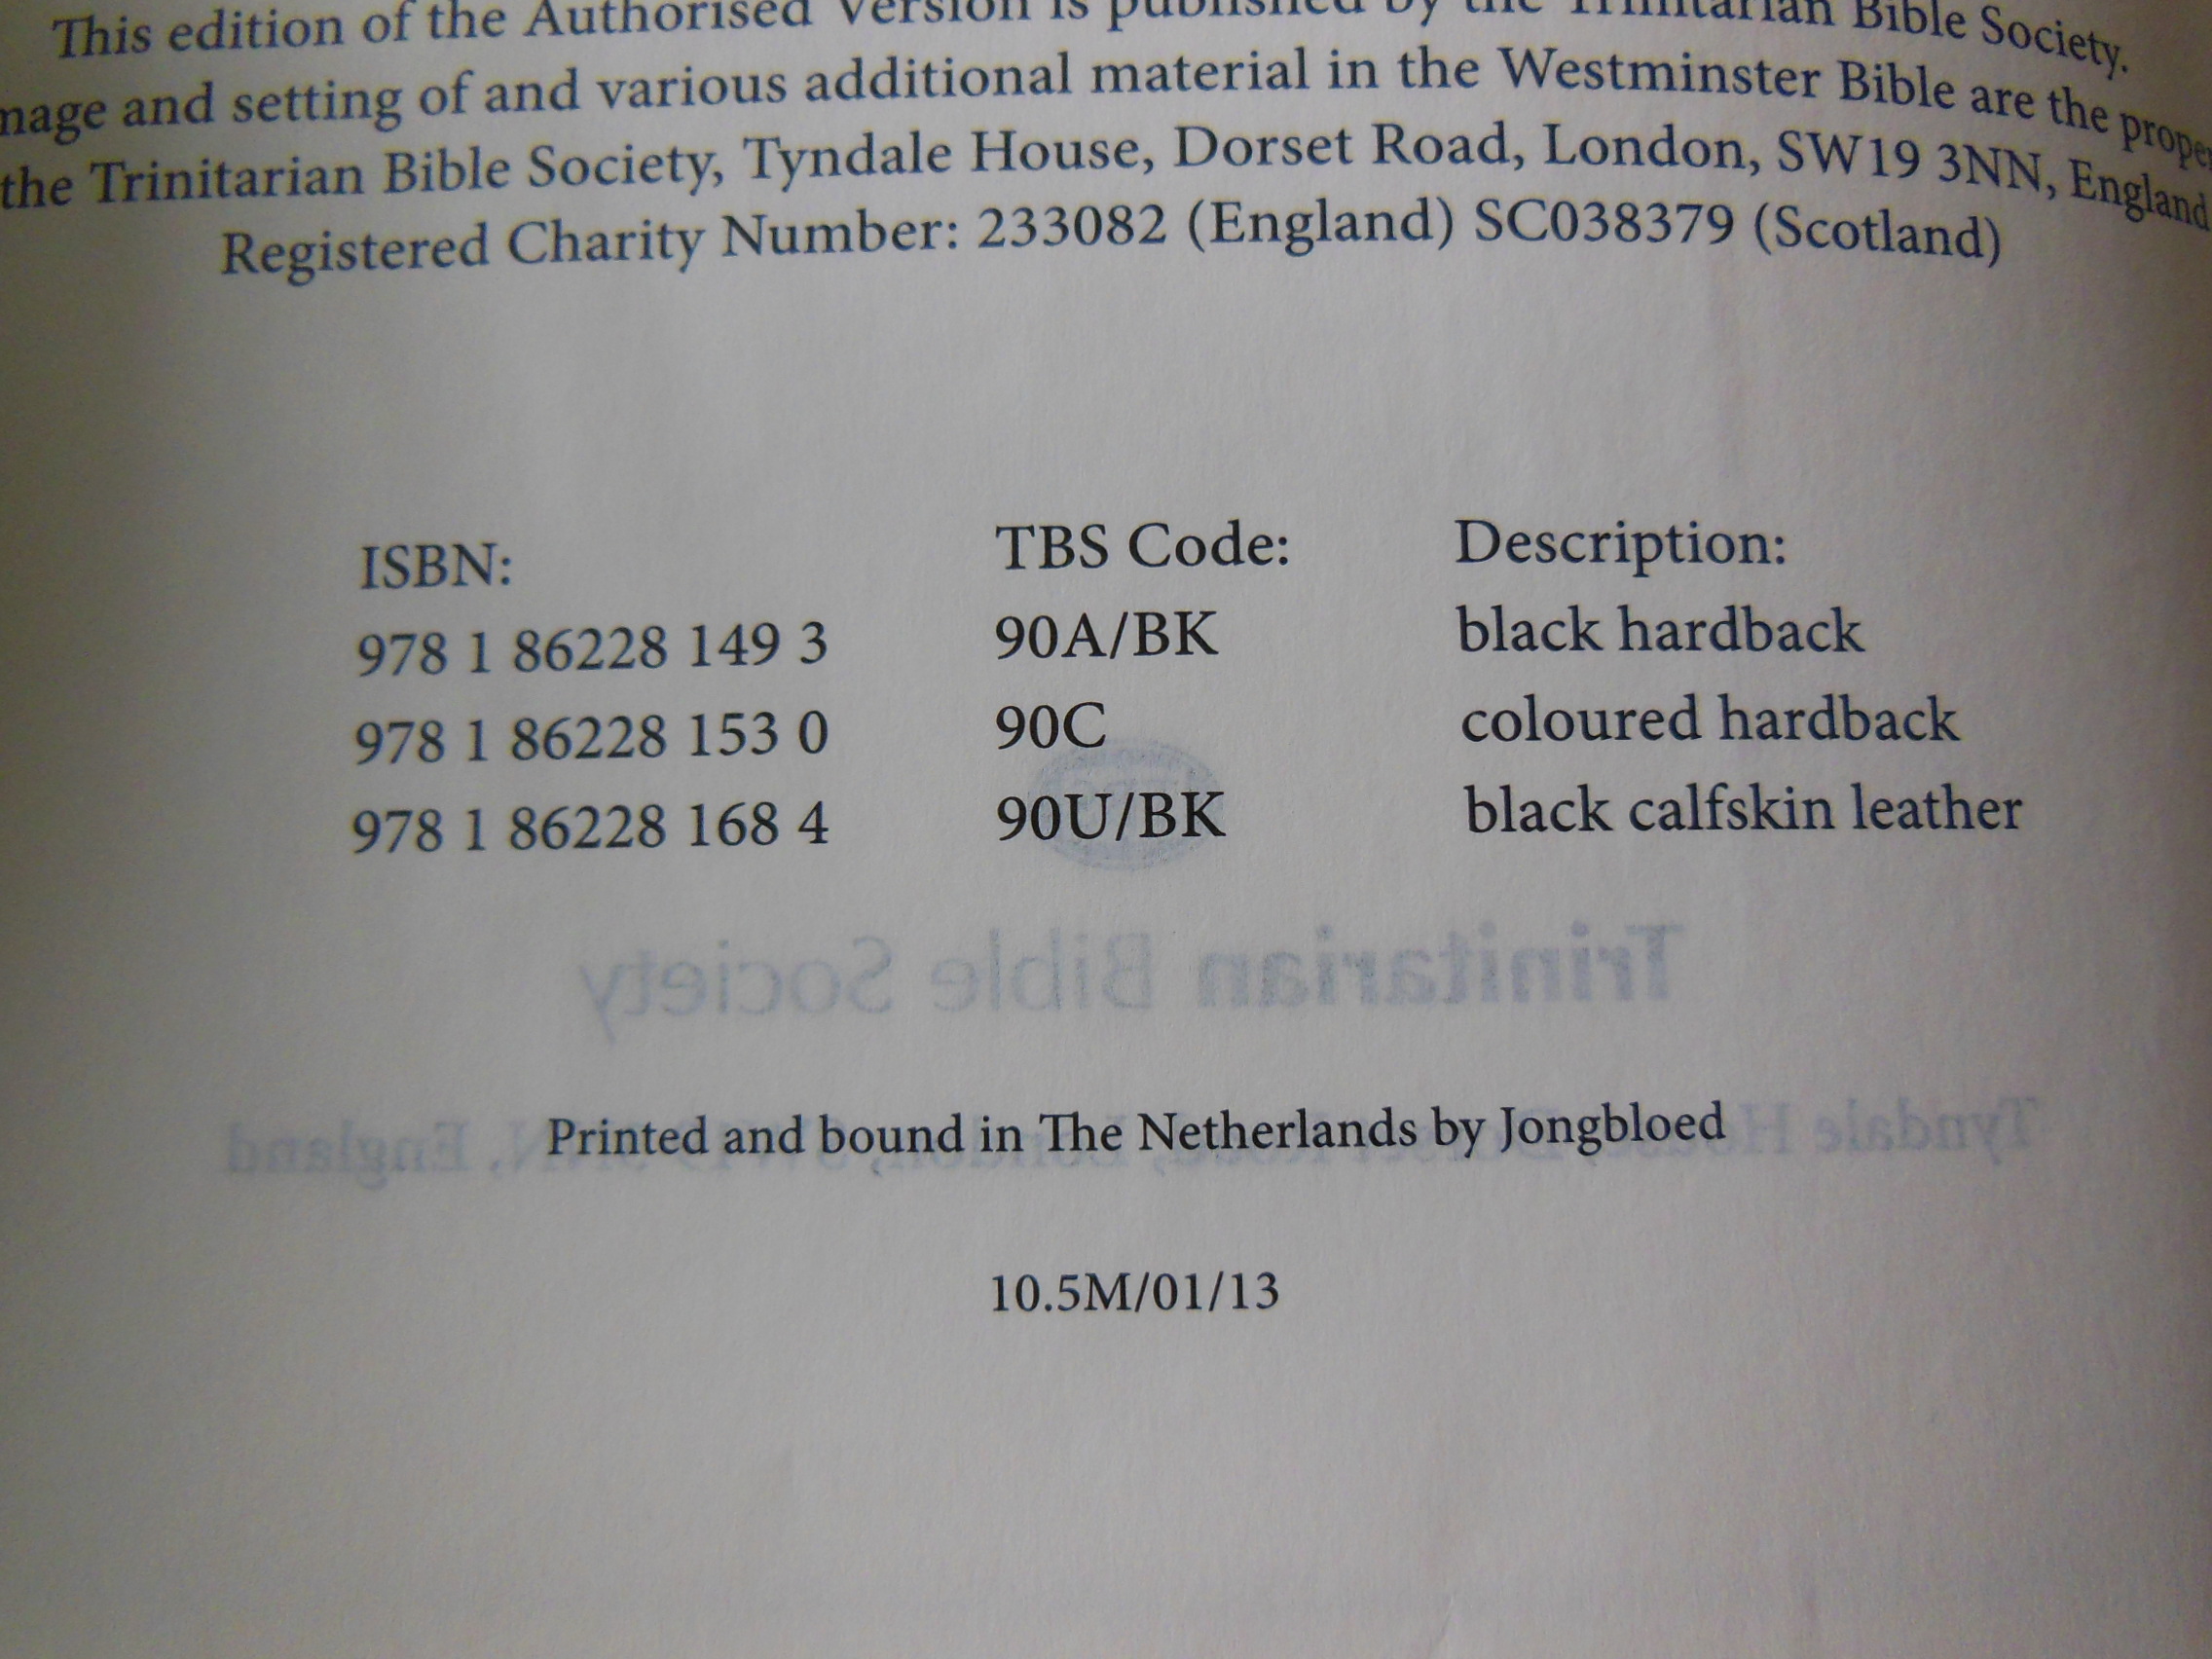 This edition of the Authorised Version is published by the Trinitarian Bible Society.
and setting of and various additional material in the Westminster Bible are the
the Trinitarian Bible Society, Tyndale House, Dorset Road, London, SW19 3NN, England
Registered Charity Number: 233082 (England) SC038379 (Scotland)
ISBN: TBS Code: Description:
978 1 86228 149 3 90A/BK black hardback
978 1 86228 153 0 90C coloured hardback
978 1 86228 168 4 90U/BK black calfskin leather
Trinitarian Bible Society
Printed and bound in The Netherlands by Jongbloed
10.5M/01/13